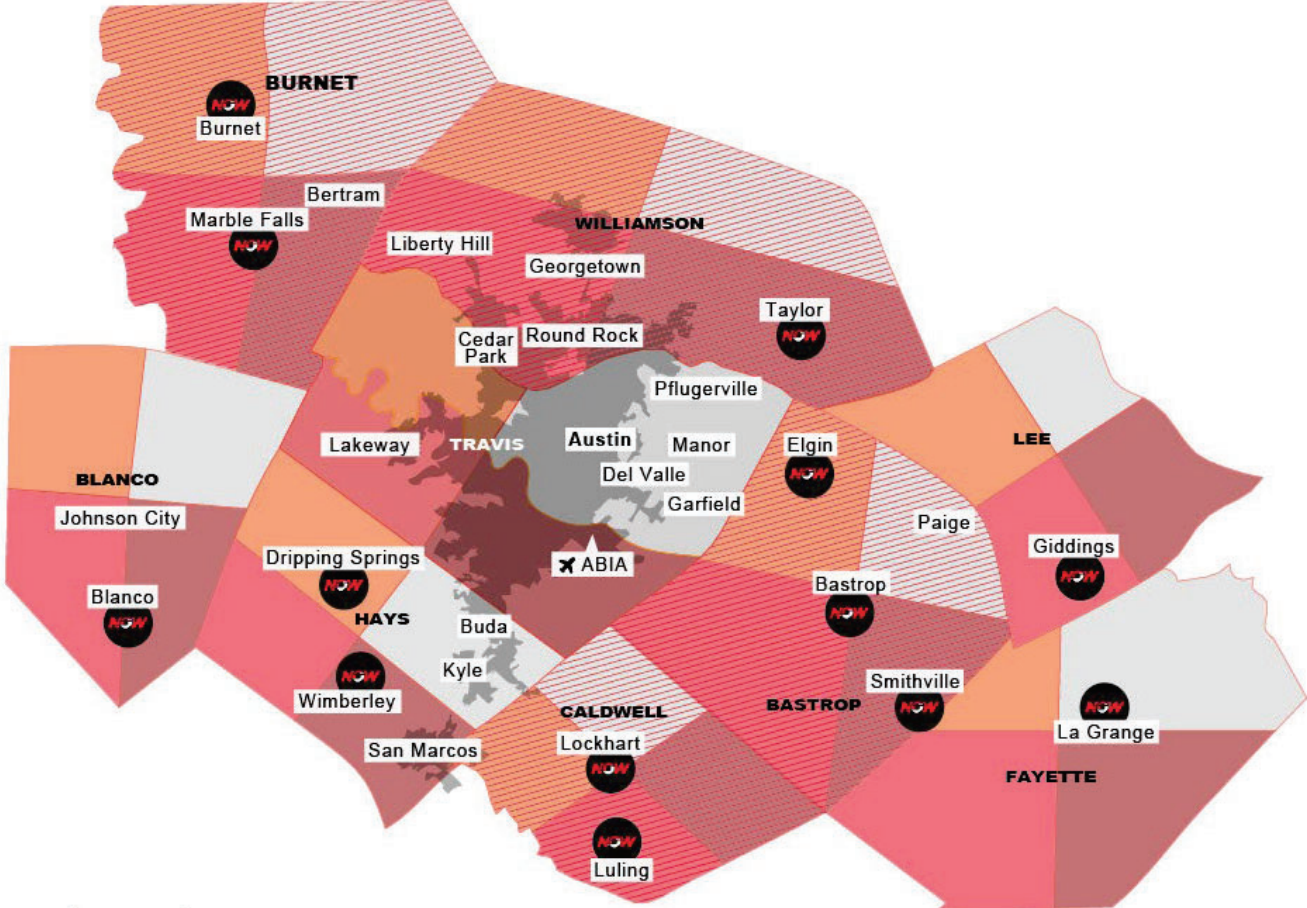 BURNET
NOW
Burnet
Bertram
Marble Falls
NOW
WILLIAMSON
Liberty Hill
Georgetown
Taylor
NOW
Cedar
Park
Round Rock
Pflugerville
Lakeway
TRAVIS
Austin
Manor
Elgin
NOW
LEE
Del Valle
Garfield
Paige
BLANCO
Johnson City
Blanco
NOW
Dripping Springs
NOW
HAYS
ABIA
Bastrop
NOW
Giddings
NOW
Buda
Kyle
NOW
Wimberley
San Marcos
CALDWELL
Lockhart
NOW
BASTROP
Smithville
NOW
NOW
La Grange
FAYETTE
NOW
Luling